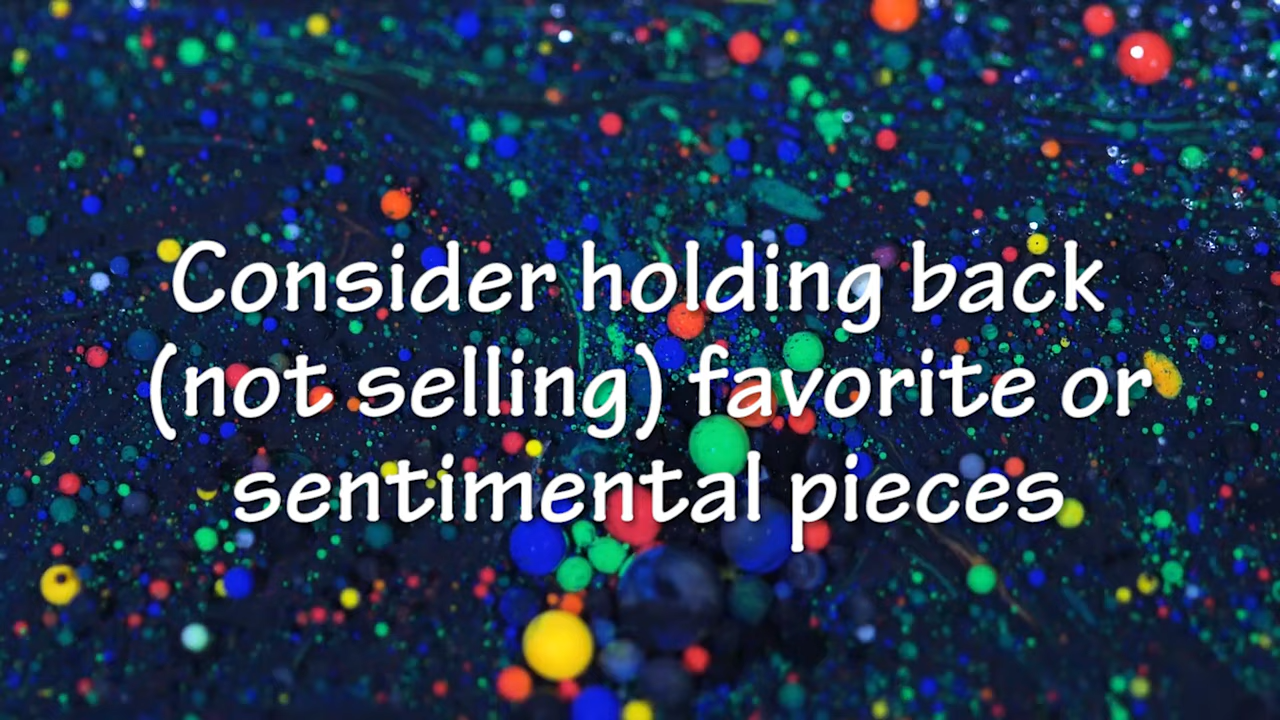 Consider holding back
(not selling) favorite or
sentimental pieces